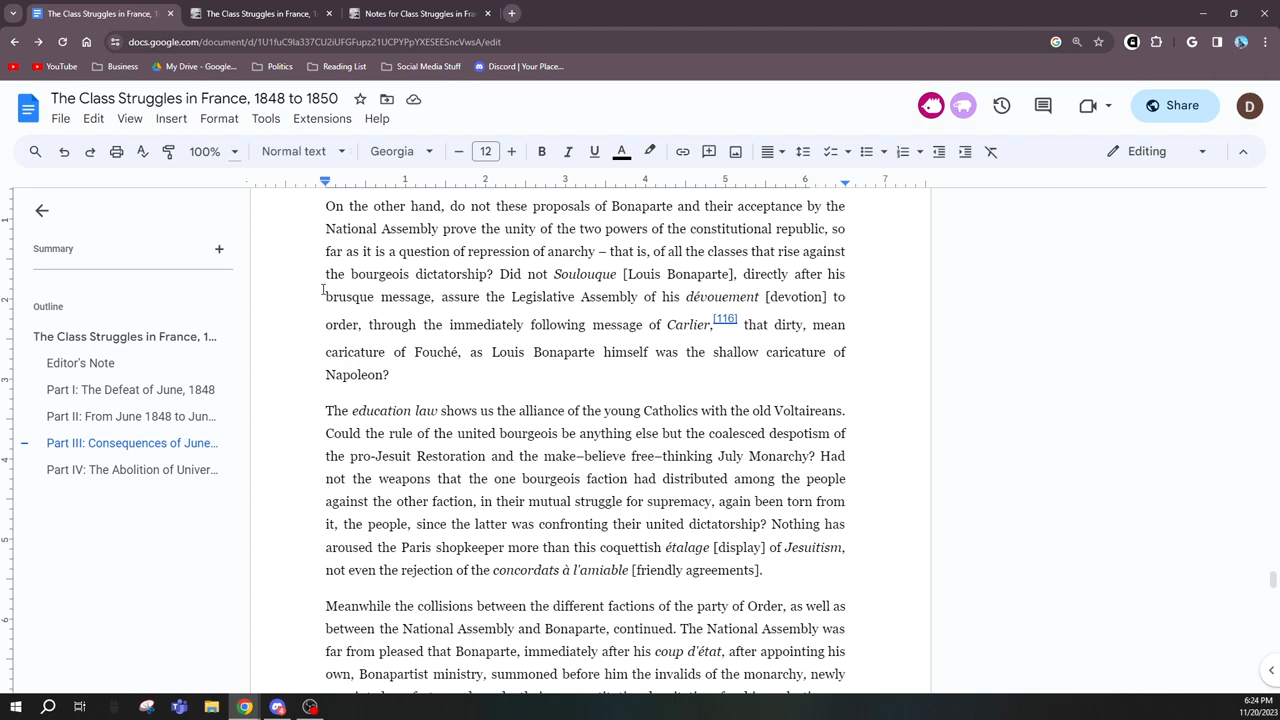 The Class Struggles in France, 1
The Class Struggles in France, 1
Notes for Class Struggles in Fra
docs.google.com/document/d/1U1fuC9la337CU2iUFGFupz21UCPYPpYXESEESncVwsA/edit
YouTube
Business
My Drive - Google...
Politics
Reading List
Social Media Stuff
Discord | Your Place...
The Class Struggles in France, 1848 to 1850
File Edit View Insert Format Tools Extensions Help
Share
D
100% Normal text Georgia 12 Editing
1 2 3 4 5 6 7
Summary
Outline
The Class Struggles in France, 1...
Editor's Note
Part I: The Defeat of June, 1848
Part II: From June 1848 to Jun...
Part III: Consequences of June...
Part IV: The Abolition of Univer...
On the other hand, do not these proposals of Bonaparte and their acceptance by the
National Assembly prove the unity of the two powers of the constitutional republic, so
far as it is a question of repression of anarchy – that is, of all the classes that rise against
the bourgeois dictatorship? Did not Soulouque [Louis Bonaparte], directly after his
brusque message, assure the Legislative Assembly of his dévouement [devotion] to
order, through the immediately following message of Carlier,[116] that dirty, mean
caricature of Fouché, as Louis Bonaparte himself was the shallow caricature of
Napoleon?
The education law shows us the alliance of the young Catholics with the old Voltaireans.
Could the rule of the united bourgeois be anything else but the coalesced despotism of
the pro-Jesuit Restoration and the make–believe free–thinking July Monarchy? Had
not the weapons that the one bourgeois faction had distributed among the people
against the other faction, in their mutual struggle for supremacy, again been torn from
it, the people, since the latter was confronting their united dictatorship? Nothing has
aroused the Paris shopkeeper more than this coquettish étalage [display] of Jesuitism,
not even the rejection of the concordats à l'amiable [friendly agreements].
Meanwhile the collisions between the different factions of the party of Order, as well as
between the National Assembly and Bonaparte, continued. The National Assembly was
far from pleased that Bonaparte, immediately after his coup d'état, after appointing his
own, Bonapartist ministry, summoned before him the invalids of the monarchy, newly
6:24 PM
11/20/2023